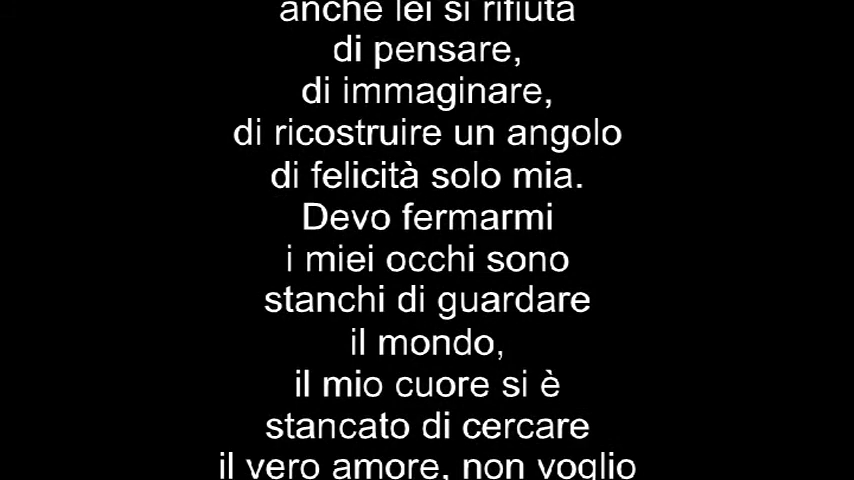 anche lei si rifiuta
di pensare,
di immaginare,
di ricostruire un angolo
di felicità solo mia.
Devo fermarmi
i miei occhi sono
stanchi di guardare
il mondo,
il mio cuore si è
stancato di cercare
il vero amore, non voglio